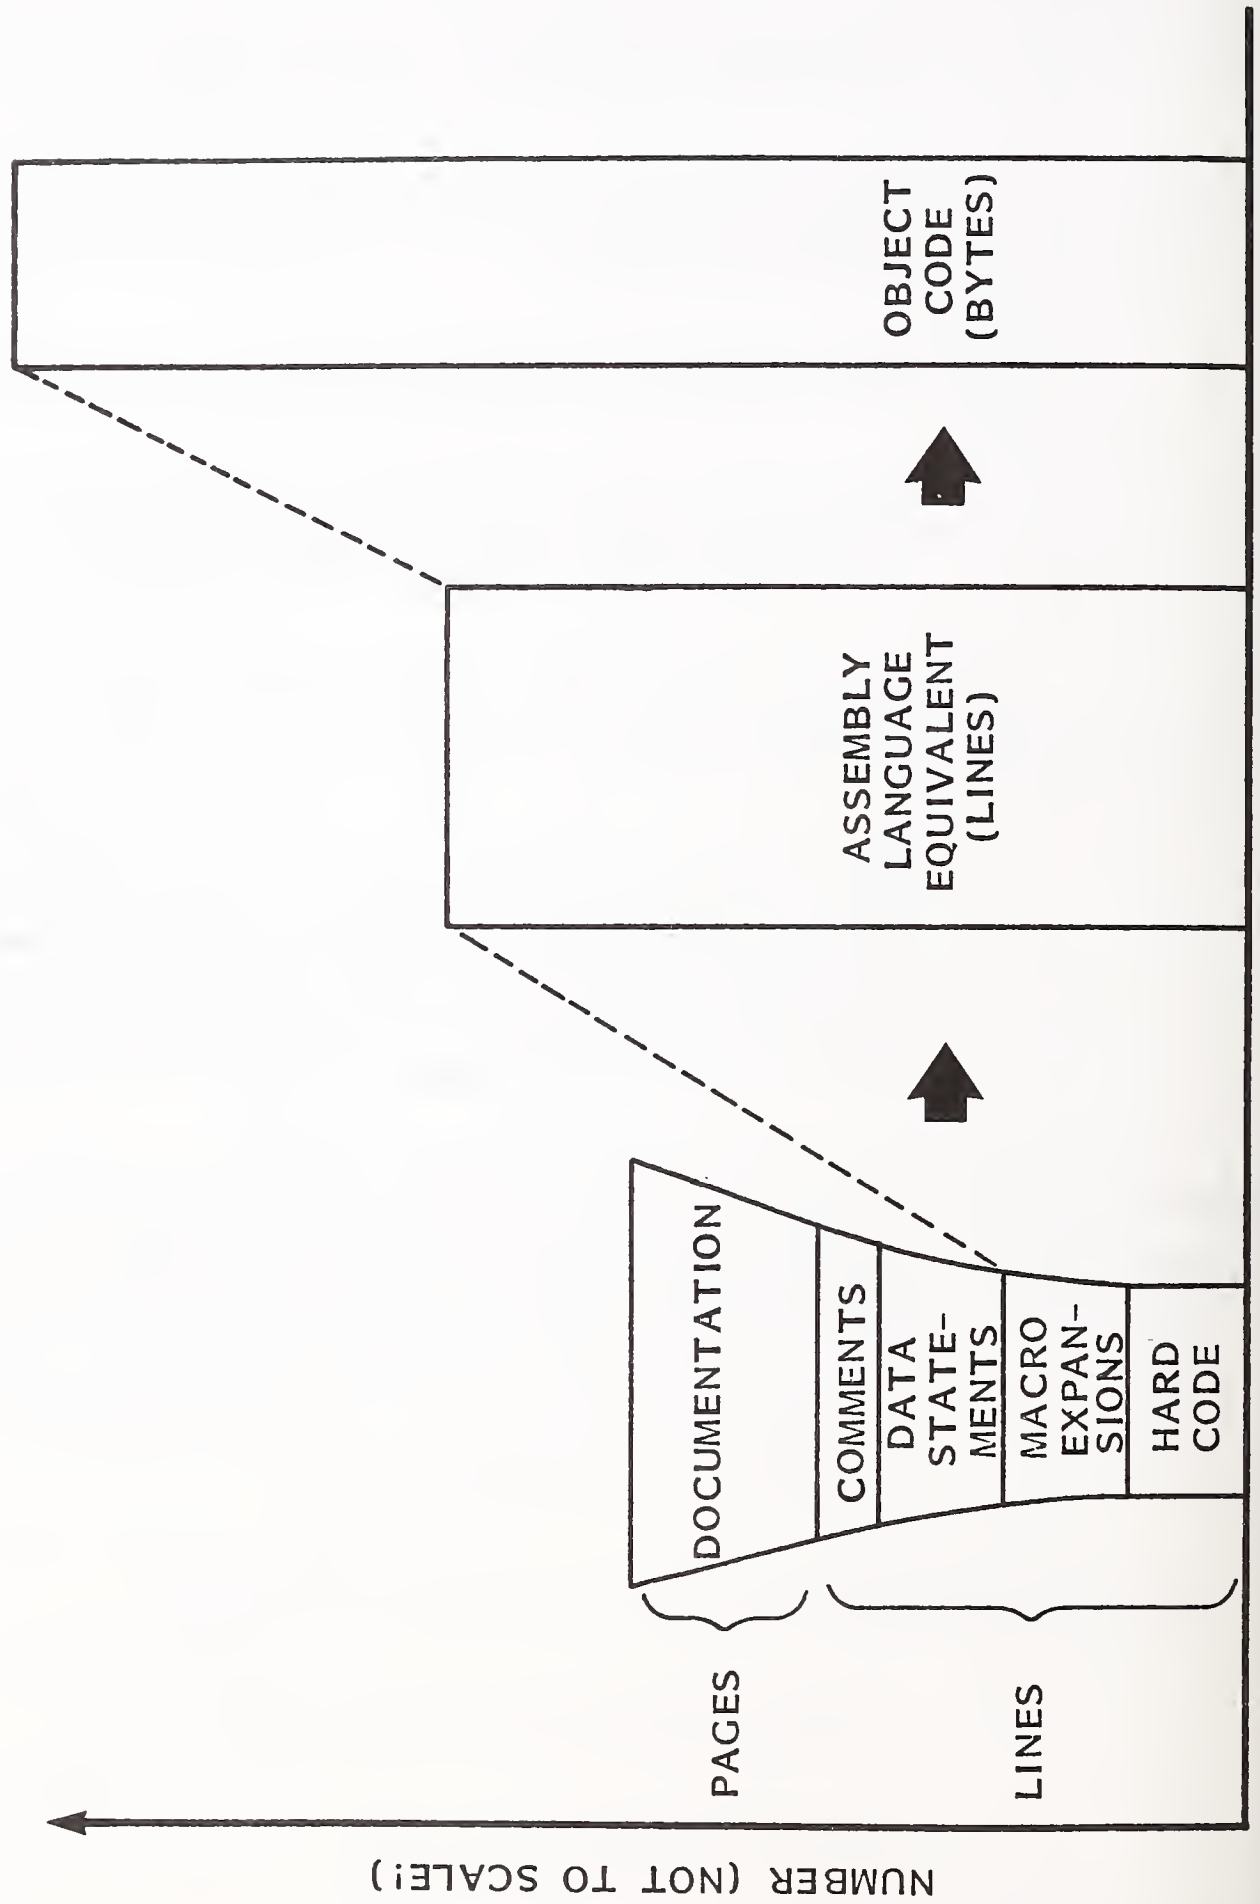 NUMBER (NOT TO SCALE!)
PAGES
LINES
DOCUMENTATION
COMMENTS
DATA
STATE-
MENTS
MACRO
EXPAN-
SIONS
HARD
CODE
ASSEMBLY
LANGUAGE
EQUIVALENT
(LINES)
OBJECT
CODE
(BYTES)